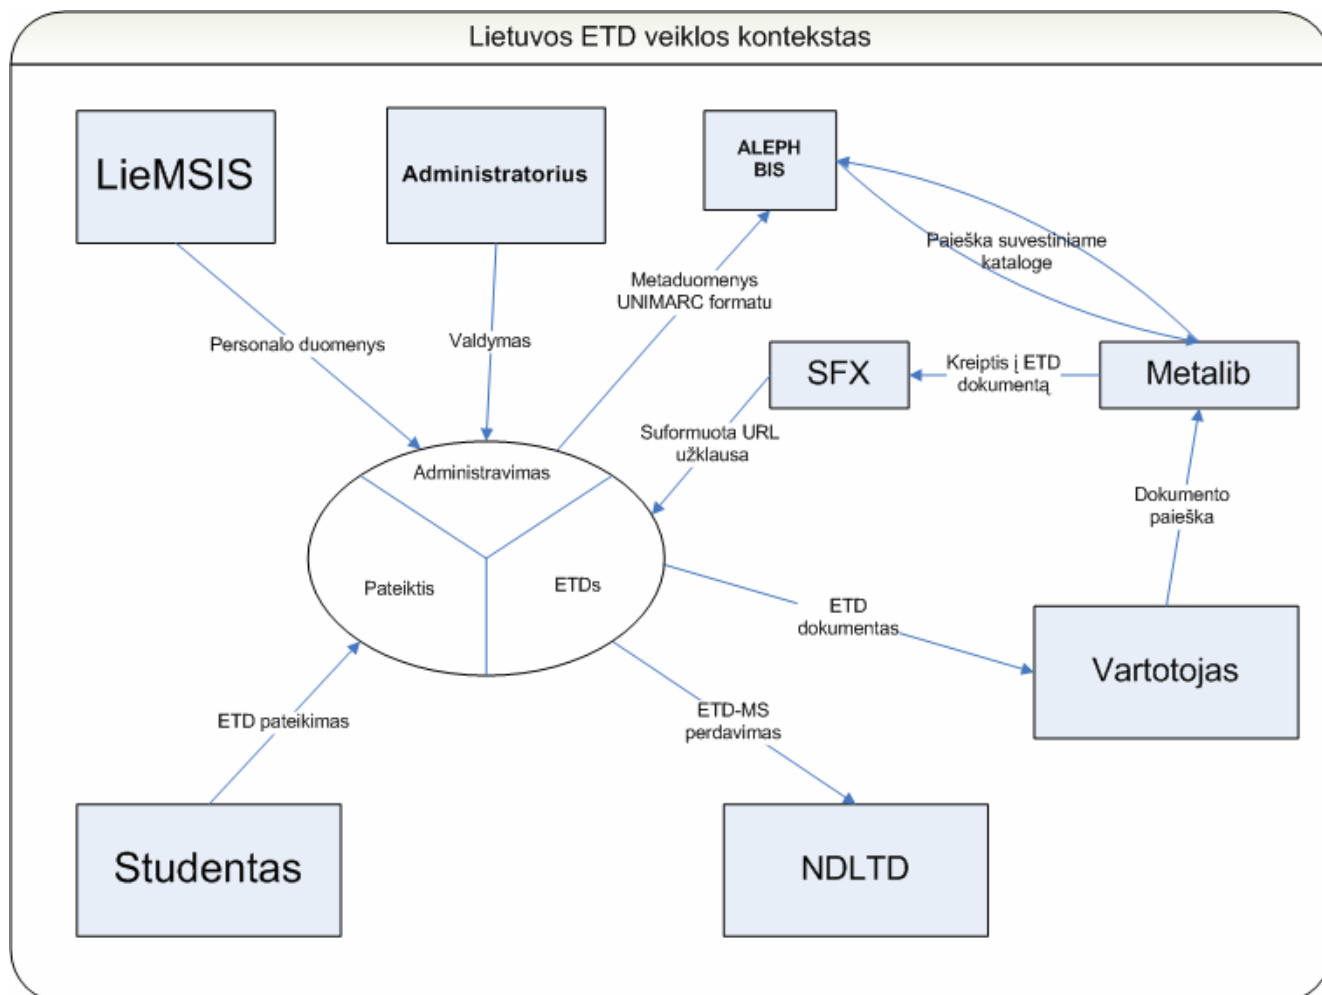 Lietuvos ETD veiklos kontekstas
LieMSIS
Administratorius
ALEPH
BIS
Paieška suvestiniame
kataloge
Metaduomenys
UNIMARC formatu
Personalo duomenys
Valdymas
SFX
Kreiptis į ETD
dokumentą
Metalib
Suformuota URL
užklausa
Administravimas
Dokumento
paieška
Pateiktis
ETDs
ETD
dokumentas
Vartotojas
ETD pateikimas
ETD-MS
perdavimas
Studentas
NDLTD